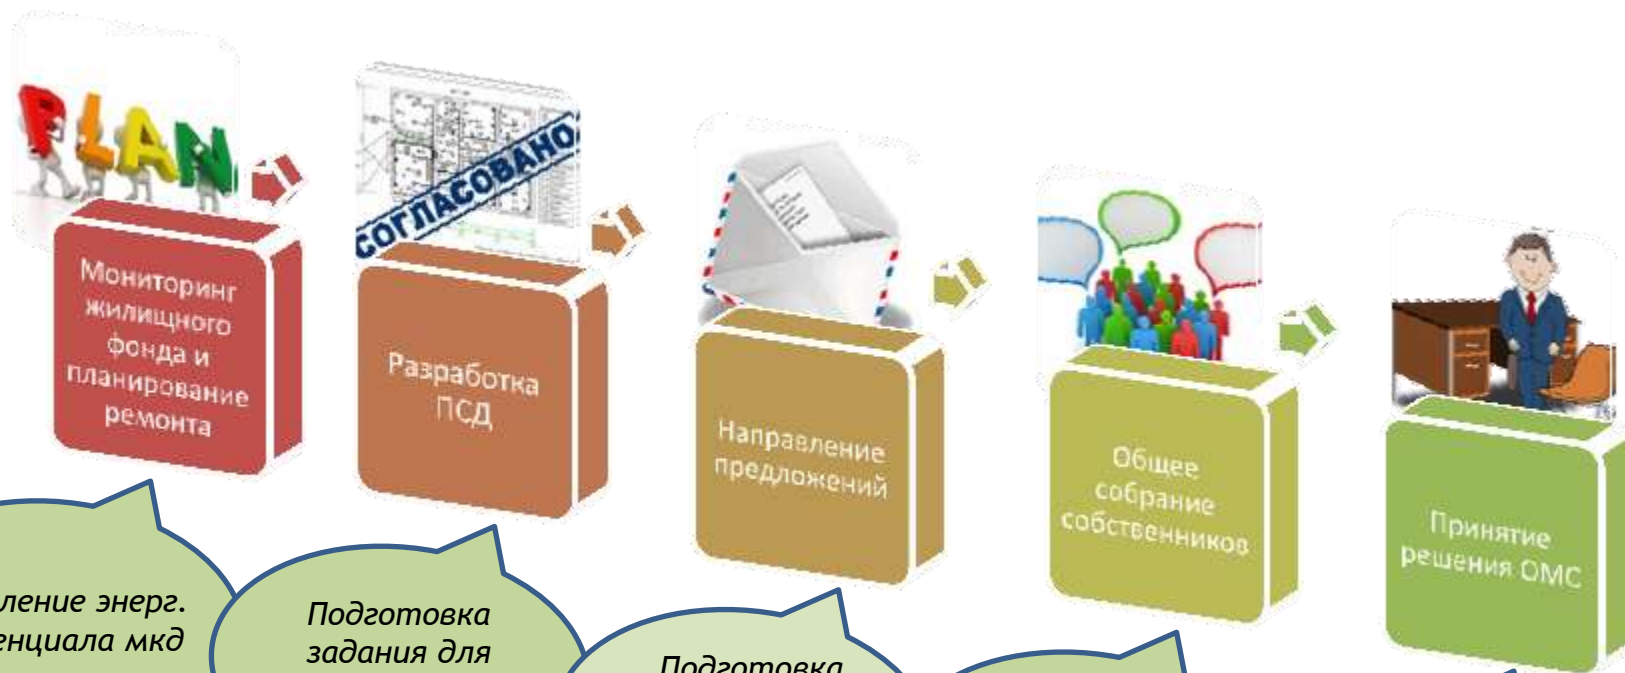 PLAN
СОГЛАСОВАНО
Мониторинг
жилищного
фонда и
планирование
ремонта
Разработка
ПСД
Направление
предложений
Общее
собрание
собственников
Принятие
решения ОМС
ление энерг.
енциала мкд
Подготовка
задания для
Подготовка